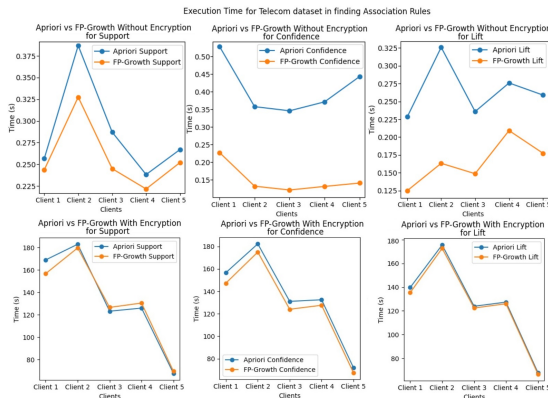 Execution Time for Telecom dataset in finding Association Rules
Apriori vs FP-Growth Without Encryption
for Support
Apriori Support
FP-Growth Support
Time (s)
0.375
0.350
0.325
0.300
0.275
0.250
0.225
Client 1 Client 2 Client 3 Client 4 Client 5
Clients
Apriori vs FP-Growth Without Encryption
for Confidence
Apriori Confidence
FP-Growth Confidence
Time (s)
0.50
0.45
0.40
0.35
0.30
0.25
0.20
0.15
Client 1 Client 2 Client 3 Client 4 Client 5
Clients
Apriori vs FP-Growth Without Encryption
for Lift
Apriori Lift
FP-Growth Lift
Time (s)
0.325
0.300
0.275
0.250
0.225
0.200
0.175
0.150
0.125
Client 1 Client 2 Client 3 Client 4 Client 5
Clients
Apriori vs FP-Growth With Encryption
for Support
Apriori Support
FP-Growth Support
Time (s)
180
160
140
120
100
80
Client 1 Client 2 Client 3 Client 4 Client 5
Clients
Apriori vs FP-Growth With Encryption
for Confidence
Apriori Confidence
FP-Growth Confidence
Time (s)
180
160
140
120
100
80
Client 1 Client 2 Client 3 Client 4 Client 5
Clients
Apriori vs FP-Growth With Encryption
for Lift
Apriori Lift
FP-Growth Lift
Time (s)
180
160
140
120
100
80
Client 1 Client 2 Client 3 Client 4 Client 5
Clients